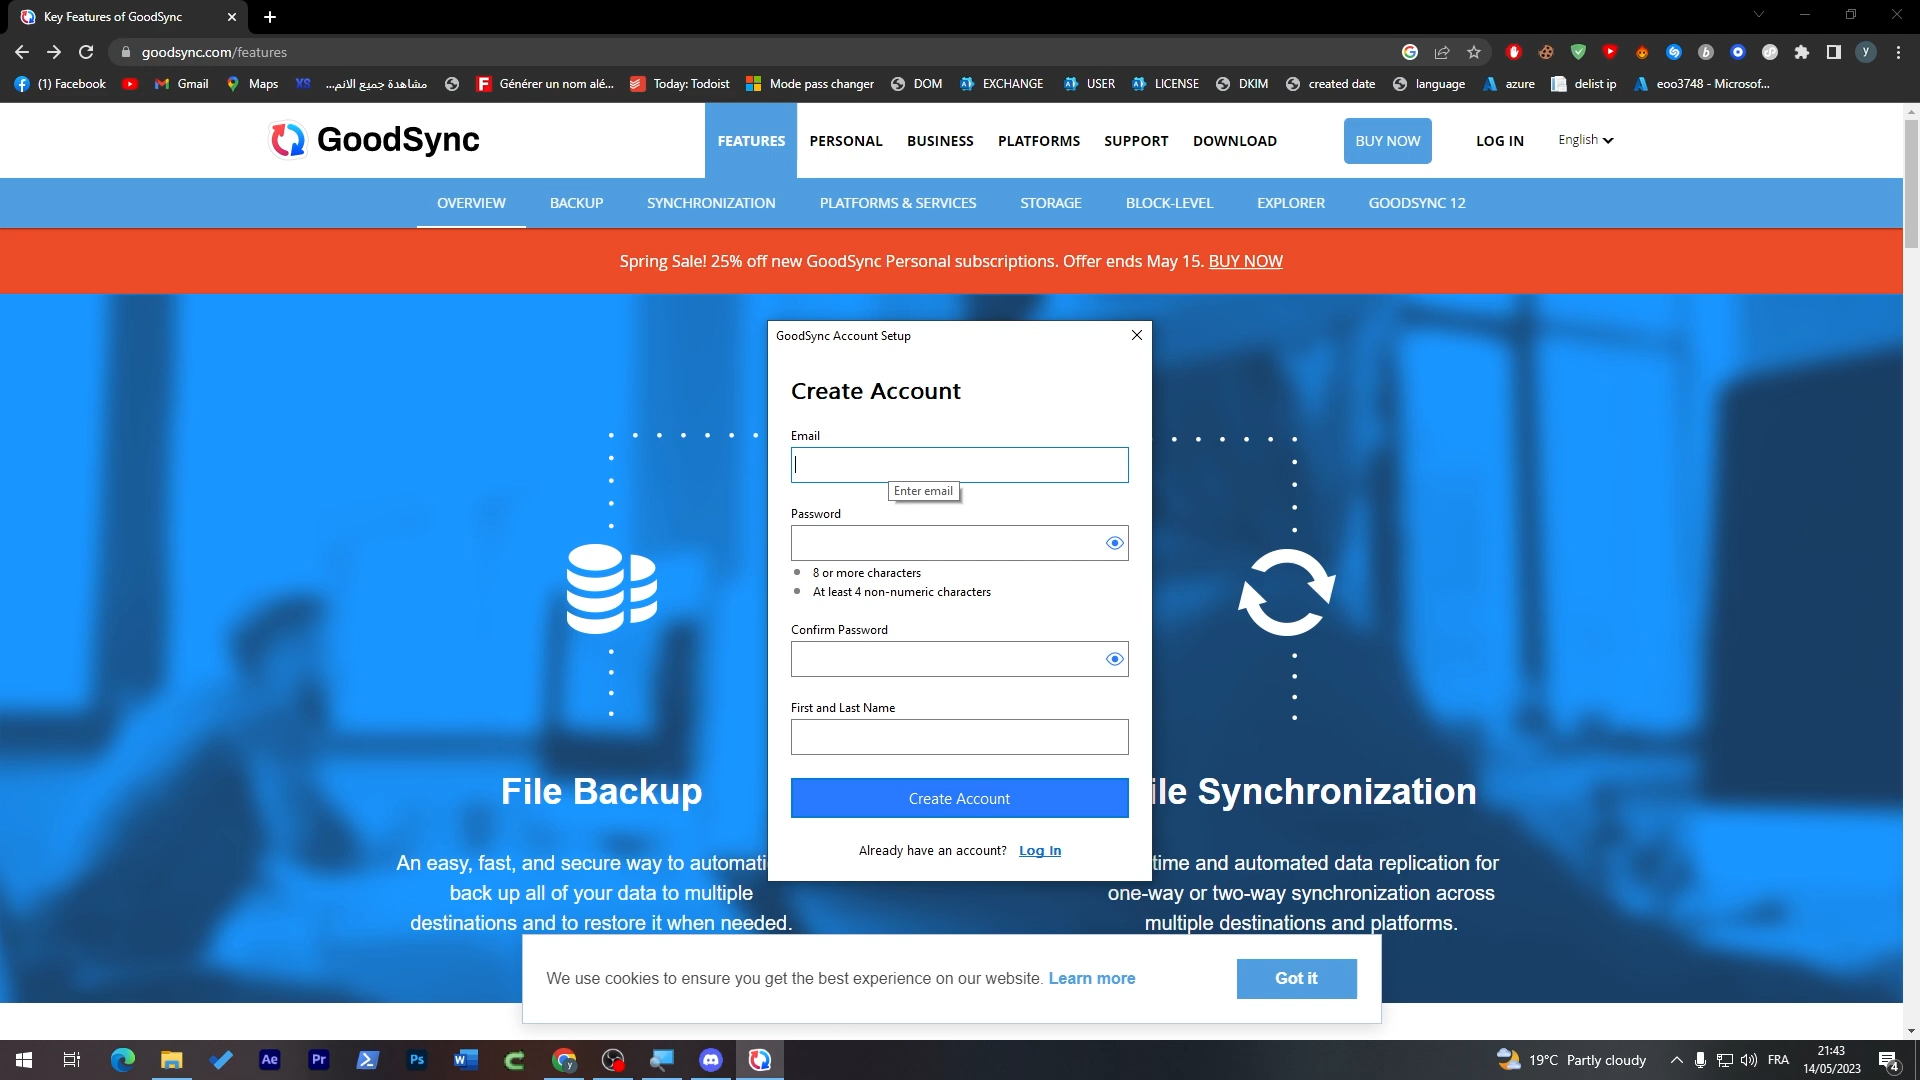 Key Features of GoodSync
goodsync.com/features
(1) Facebook
Gmail
Maps
مشاهدة جميع الانم...
Générer un nom alé...
Today: Todoist
Mode pass changer
DOM
EXCHANGE
USER
LICENSE
DKIM
created date
language
azure
delist ip
eoo3748 - Microsof...
GoodSync
FEATURES
PERSONAL
BUSINESS
PLATFORMS
SUPPORT
DOWNLOAD
BUY NOW
LOG IN
English
OVERVIEW
BACKUP
SYNCHRONIZATION
PLATFORMS & SERVICES
STORAGE
BLOCK-LEVEL
EXPLORER
GOODSYNC 12
Spring Sale! 25% off new GoodSync Personal subscriptions. Offer ends May 15. BUY NOW
GoodSync Account Setup
Create Account
Email
Enter email
Password
8 or more characters
At least 4 non-numeric characters
Confirm Password
First and Last Name
Create Account
Already have an account? Log In
File Backup
An easy, fast, and secure way to automati
back up all of your data to multiple
destinations and to restore it when needed.
ile Synchronization
time and automated data replication for
one-way or two-way synchronization across
multiple destinations and platforms.
We use cookies to ensure you get the best experience on our website. Learn more
Got it
Ae
Pr
Ps
19°C Partly cloudy
FRA
21:43
14/05/2023
4